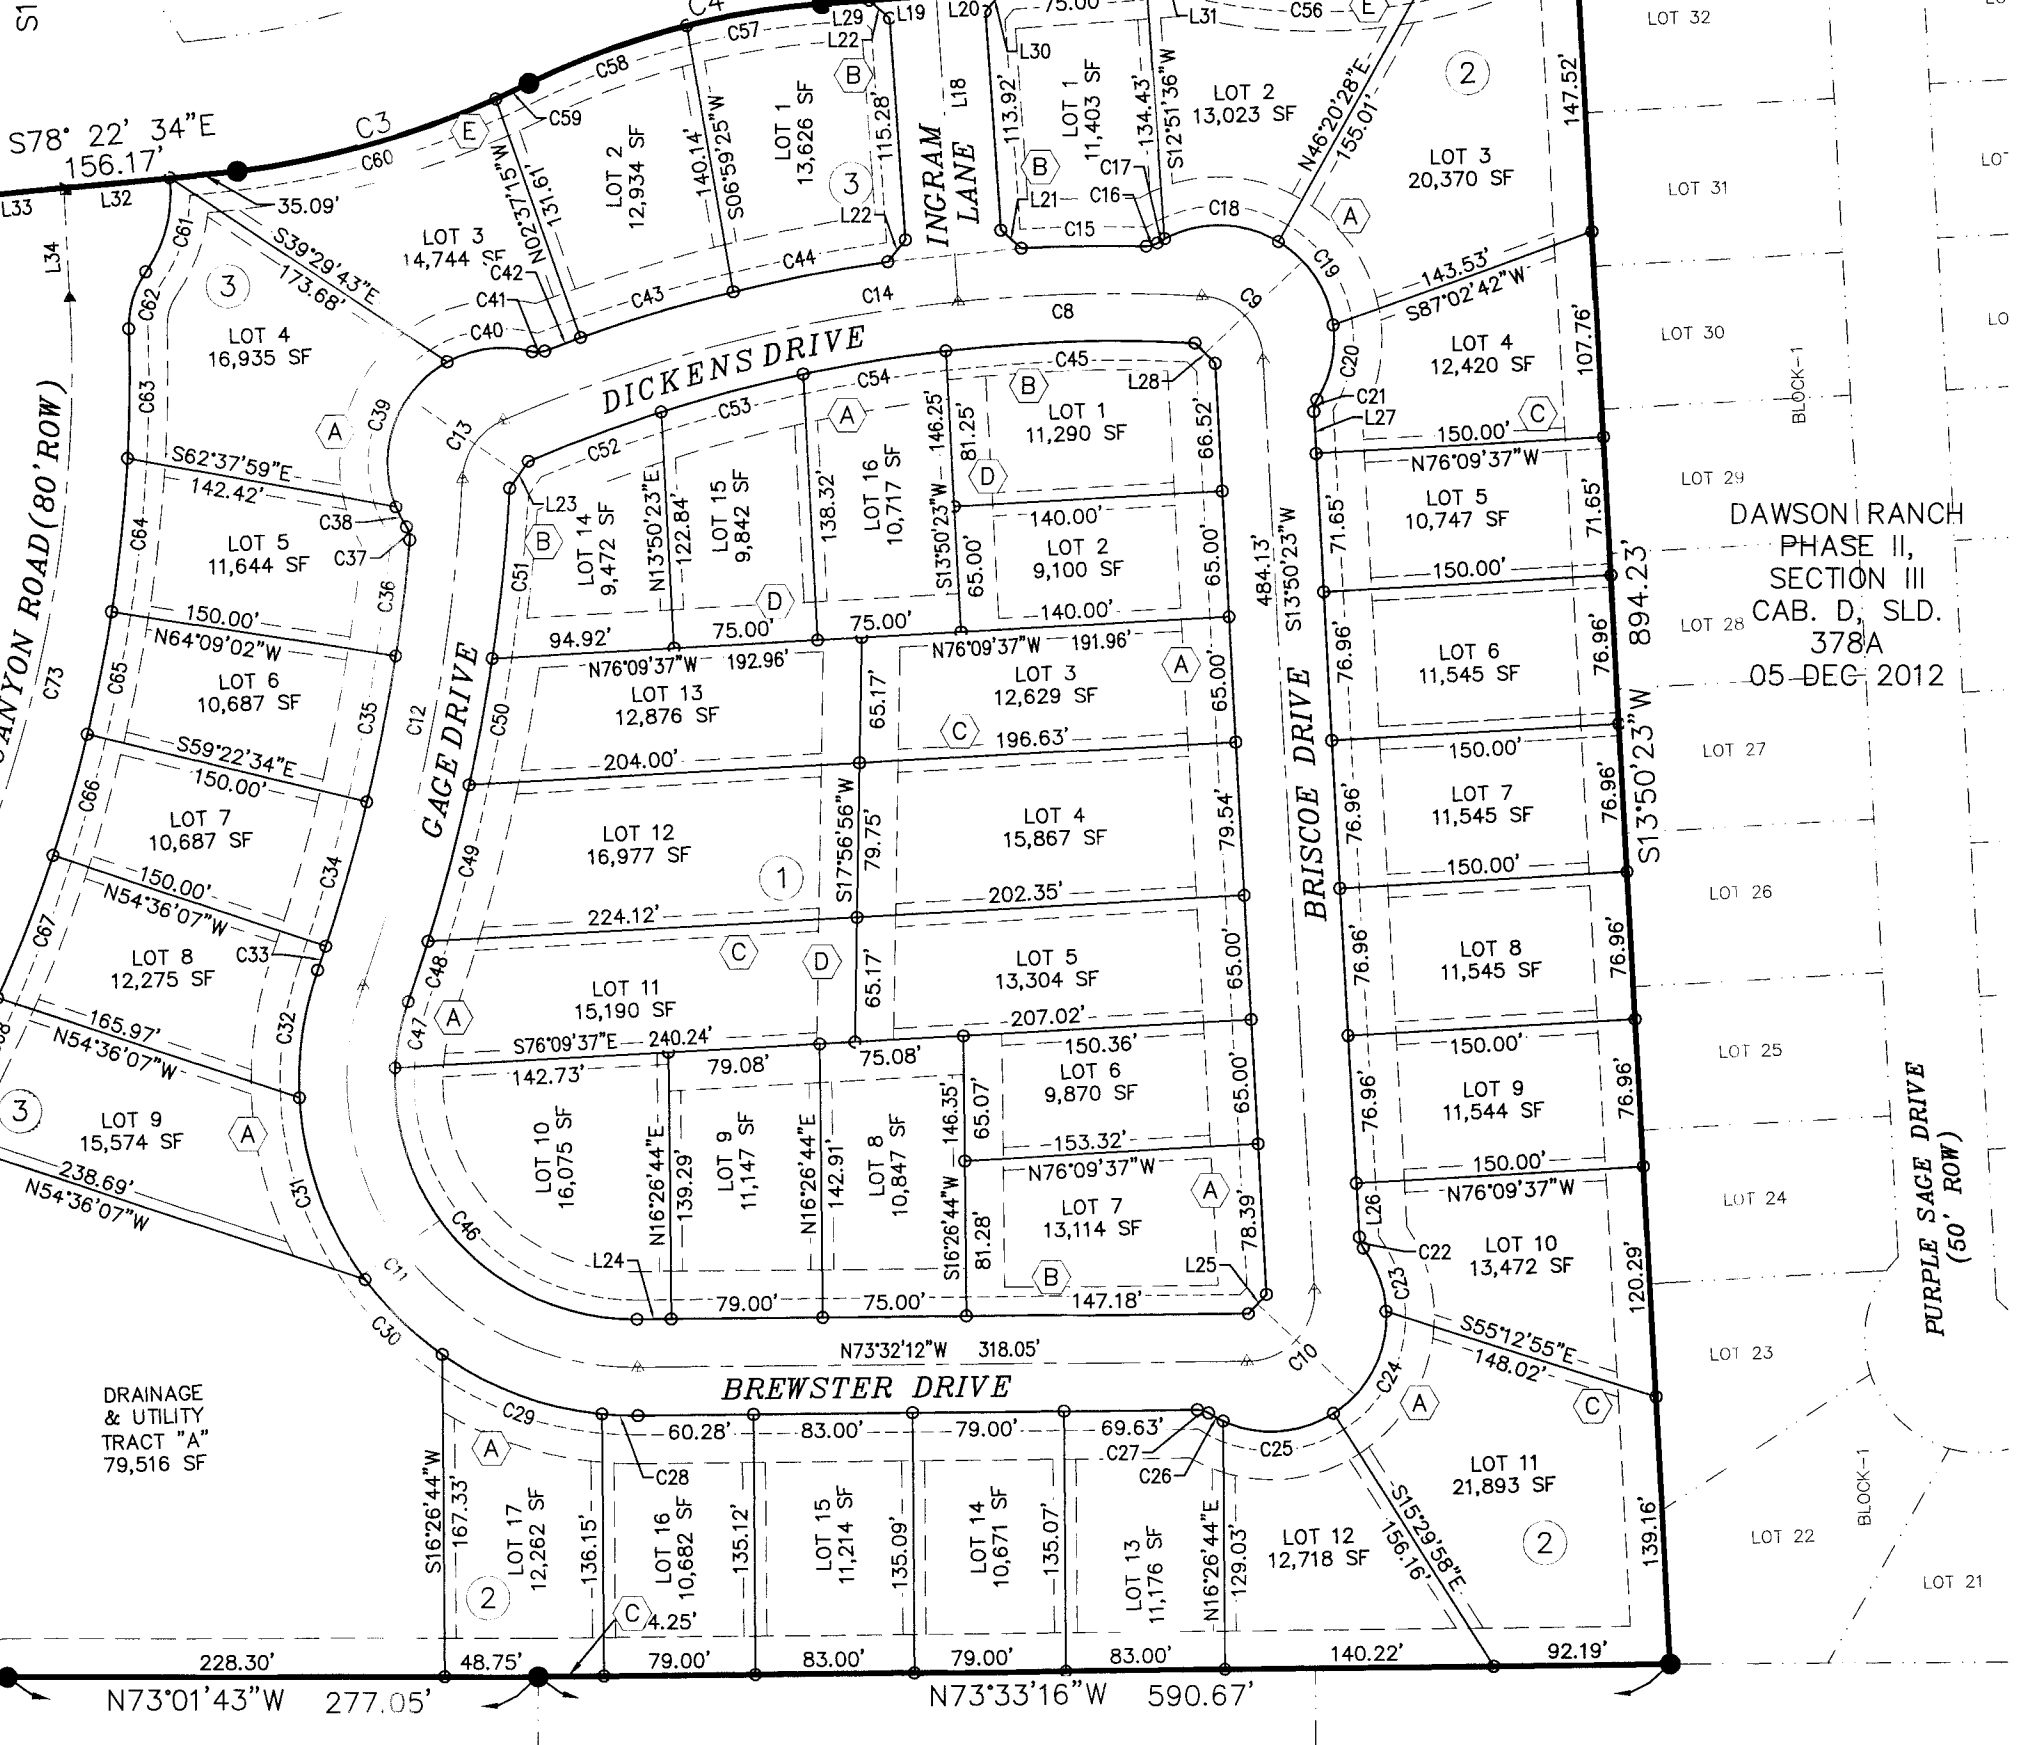 S1
C4
C57
L29
L19
L22
L20
75.00'
L31
C56
E
LOT 32
C58
C59
B
115.28'
L18
L30
113.92'
LOT 1
11,403 SF
134.43'
S12°51'36"W
LOT 2
13,023 SF
N46°20'28"E
155.01'
2
147.52'
S78° 22' 34"E
156.17'
C3
E
C60
N02°37'15"W
131.61'
LOT 2
12,934 SF
140.14'
S06°59'25"W
LOT 1
13,626 SF
3
L22
INGRAM
LANE
B
L21
C17
C16
C15
C18
LOT 3
20,370 SF
A
LOT 31
L33
L32
35.09'
C61
L34
S39°29'43"E
173.68'
LOT 3
14,744 SF
C42
C41
C40
C43
C44
C14
C8
C9
C19
143.53'
S87°02'42"W
107.76'
LOT 30
3
C62
LOT 4
16,935 SF
C63
A
C39
C13
DICKENS DRIVE
C54
C45
L28
C53
C52
A
B
LOT 1
11,290 SF
146.25'
81.25'
66.52'
C20
C21
L27
LOT 4
12,420 SF
C
150.00'
N76°09'37"W
BLOCK-1
LOT 29
S62°37'59"E
142.42'
C38
C37
C64
LOT 5
11,644 SF
C36
C51
L23
B
LOT 14
9,472 SF
N13°50'23"E
122.84'
LOT 15
9,842 SF
138.32'
LOT 16
10,717 SF
D
S13°50'23"W
65.00'
140.00'
LOT 2
9,100 SF
65.00'
484.13'
S13°50'23"W
71.65'
LOT 5
10,747 SF
71.65'
DAWSON RANCH
PHASE II,
SECTION III
CAB. D, SLD.
378A
05-DEC-2012
894.23'
S13°50'23"W
LOT 28
150.00'
D
140.00'
150.00'
N64°09'02"W
94.92'
75.00'
75.00'
N76°09'37"W 192.96'
N76°09'37"W 191.96'
ANYON ROAD (80' ROW)
C73
C65
LOT 6
10,687 SF
C35
C12
C50
GAGE DRIVE
LOT 13
12,876 SF
65.17'
LOT 3
12,629 SF
A
65.00'
C
196.63'
BRISCOE DRIVE
76.96'
LOT 6
11,545 SF
76.96'
150.00'
LOT 27
S59°22'34"E
150.00'
204.00'
C66
LOT 7
10,687 SF
C34
C49
LOT 12
16,977 SF
1
S17°56'56"W
79.75'
LOT 4
15,867 SF
79.54'
76.96'
LOT 7
11,545 SF
76.96'
150.00'
LOT 26
150.00'
N54°36'07"W
224.12'
202.35'
C67
LOT 8
12,275 SF
C33
C48
C
D
65.17'
LOT 5
13,304 SF
65.00'
76.96'
LOT 8
11,545 SF
76.96'
165.97'
N54°36'07"W
C32
C47
A
LOT 11
15,190 SF
S76°09'37"E 240.24'
142.73'
79.08'
75.08'
207.02'
150.36'
150.00'
LOT 25
3
LOT 9
15,574 SF
A
LOT 10
16,075 SF
N16°26'44"E
139.29'
LOT 9
11,147 SF
N16°26'44"E
142.91'
LOT 8
10,847 SF
146.35'
65.07'
LOT 6
9,870 SF
65.00'
153.32'
N76°09'37"W
76.96'
LOT 9
11,544 SF
76.96'
150.00'
N76°09'37"W
LOT 24
PURPLE SAGE DRIVE
(50' ROW)
238.69'
N54°36'07"W
C31
C46
S16°26'44"W
81.28'
LOT 7
13,114 SF
A
B
78.39'
L25
L26
C22
LOT 10
13,472 SF
120.29'
C11
L24
79.00'
75.00'
147.18'
C23
C30
N73°32'12"W 318.05'
C10
S55°12'55"E
148.02'
LOT 23
BREWSTER DRIVE
C24
A
C
DRAINAGE
& UTILITY
TRACT "A"
79,516 SF
C29
A
60.28'
83.00'
79.00'
69.63'
C28
C27
C26
C25
LOT 11
21,893 SF
139.16'
BLOCK-1
S16°26'44"W
167.33'
LOT 17
12,262 SF
136.15'
LOT 16
10,682 SF
135.12'
LOT 15
11,214 SF
135.09'
LOT 14
10,671 SF
135.07'
LOT 13
11,176 SF
N16°26'44"E
129.03'
LOT 12
12,718 SF
S15°29'58"E
156.16'
2
LOT 22
LOT 21
2
C
4.25'
228.30'
48.75'
79.00'
83.00'
79.00'
83.00'
140.22'
92.19'
N73°01'43"W 277.05'
N73°33'16"W 590.67'